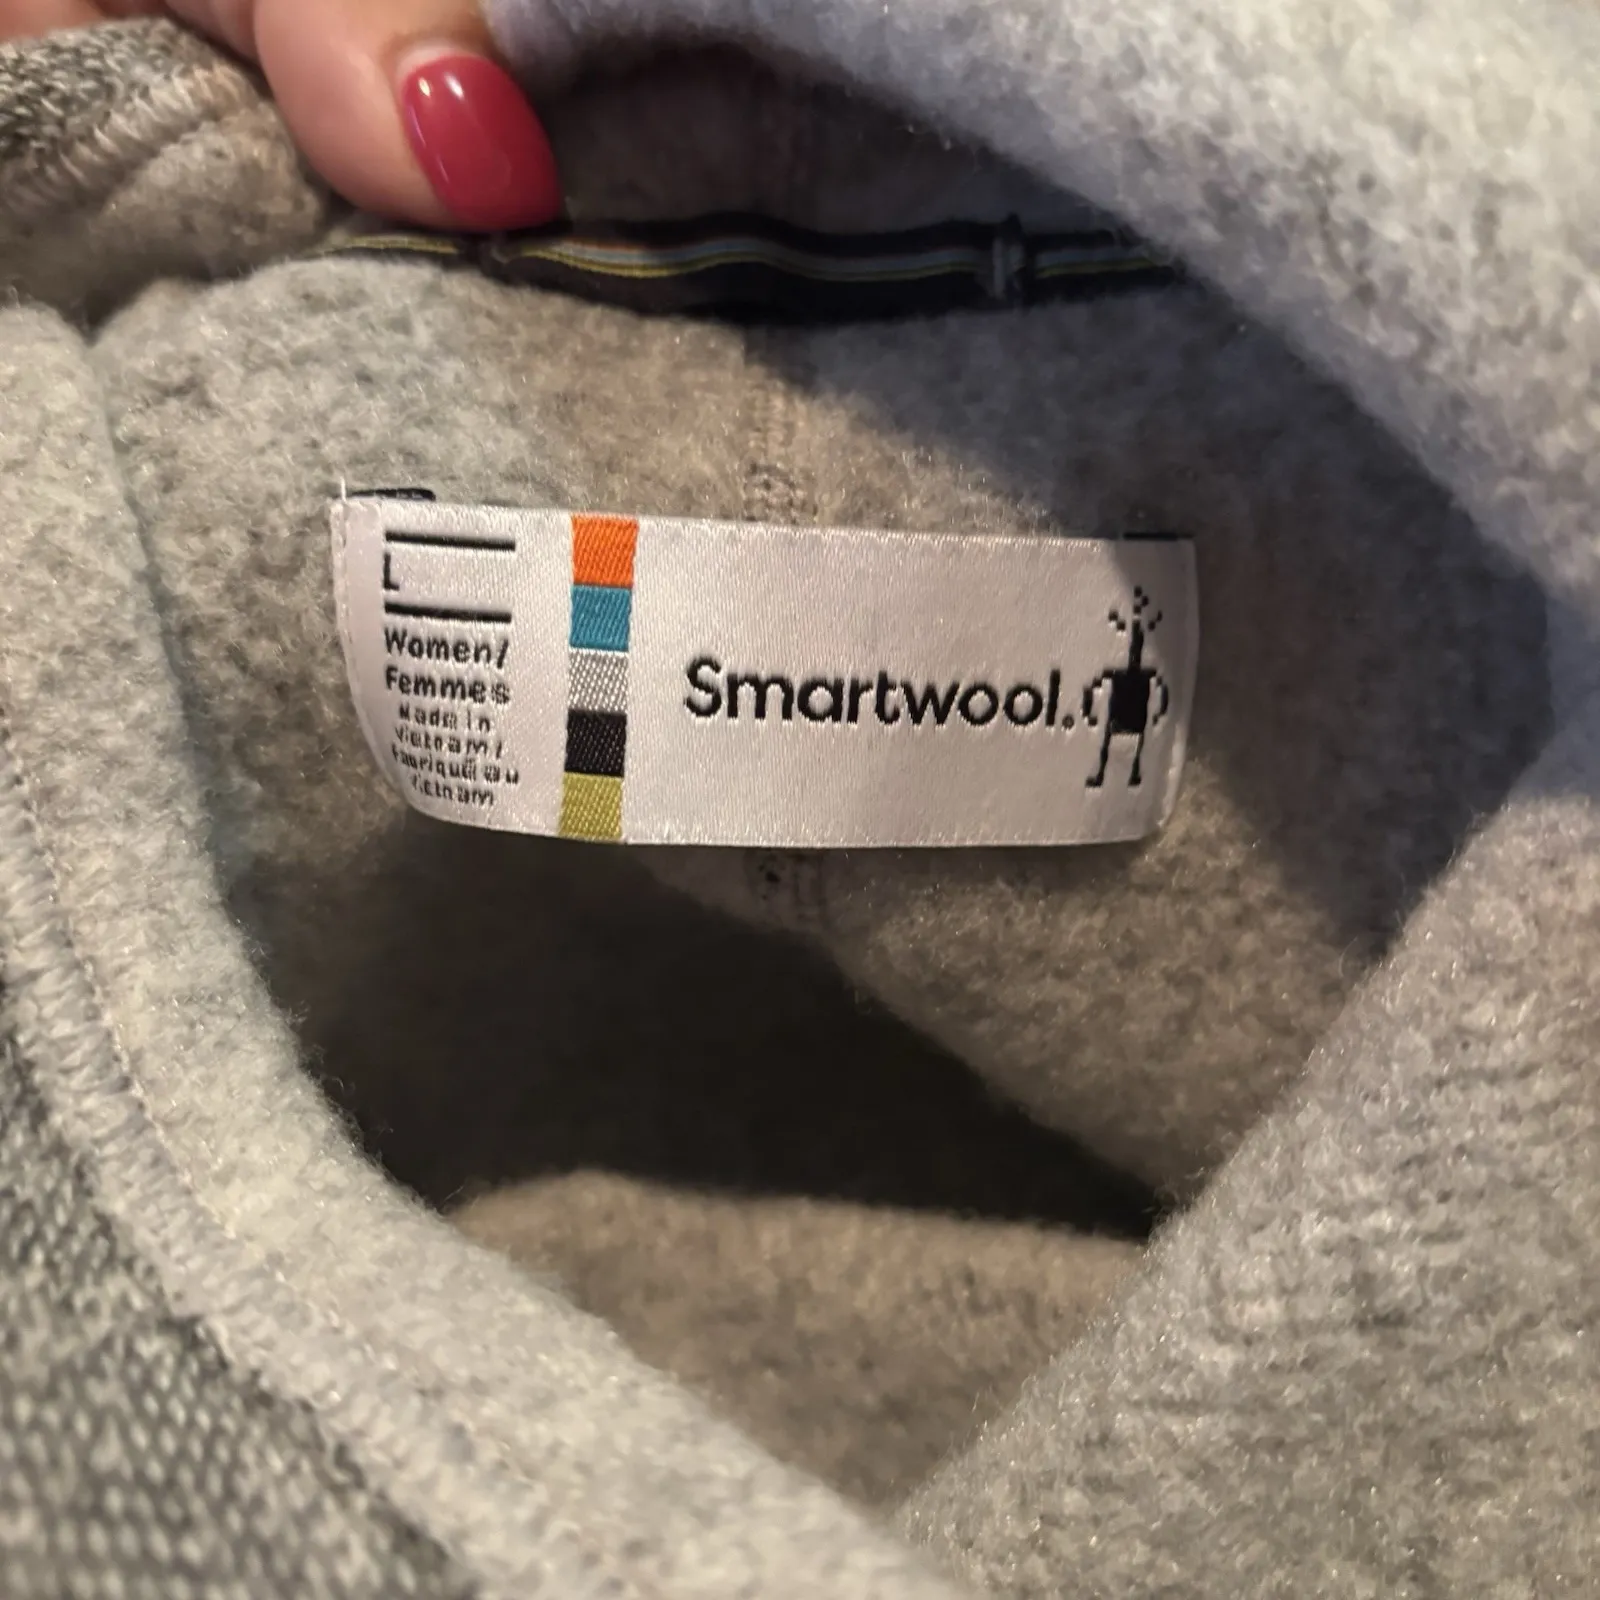 L
Women/
Femmes
Made in
Vietnam/
Fabriqué au
Vietnam
Smartwool®